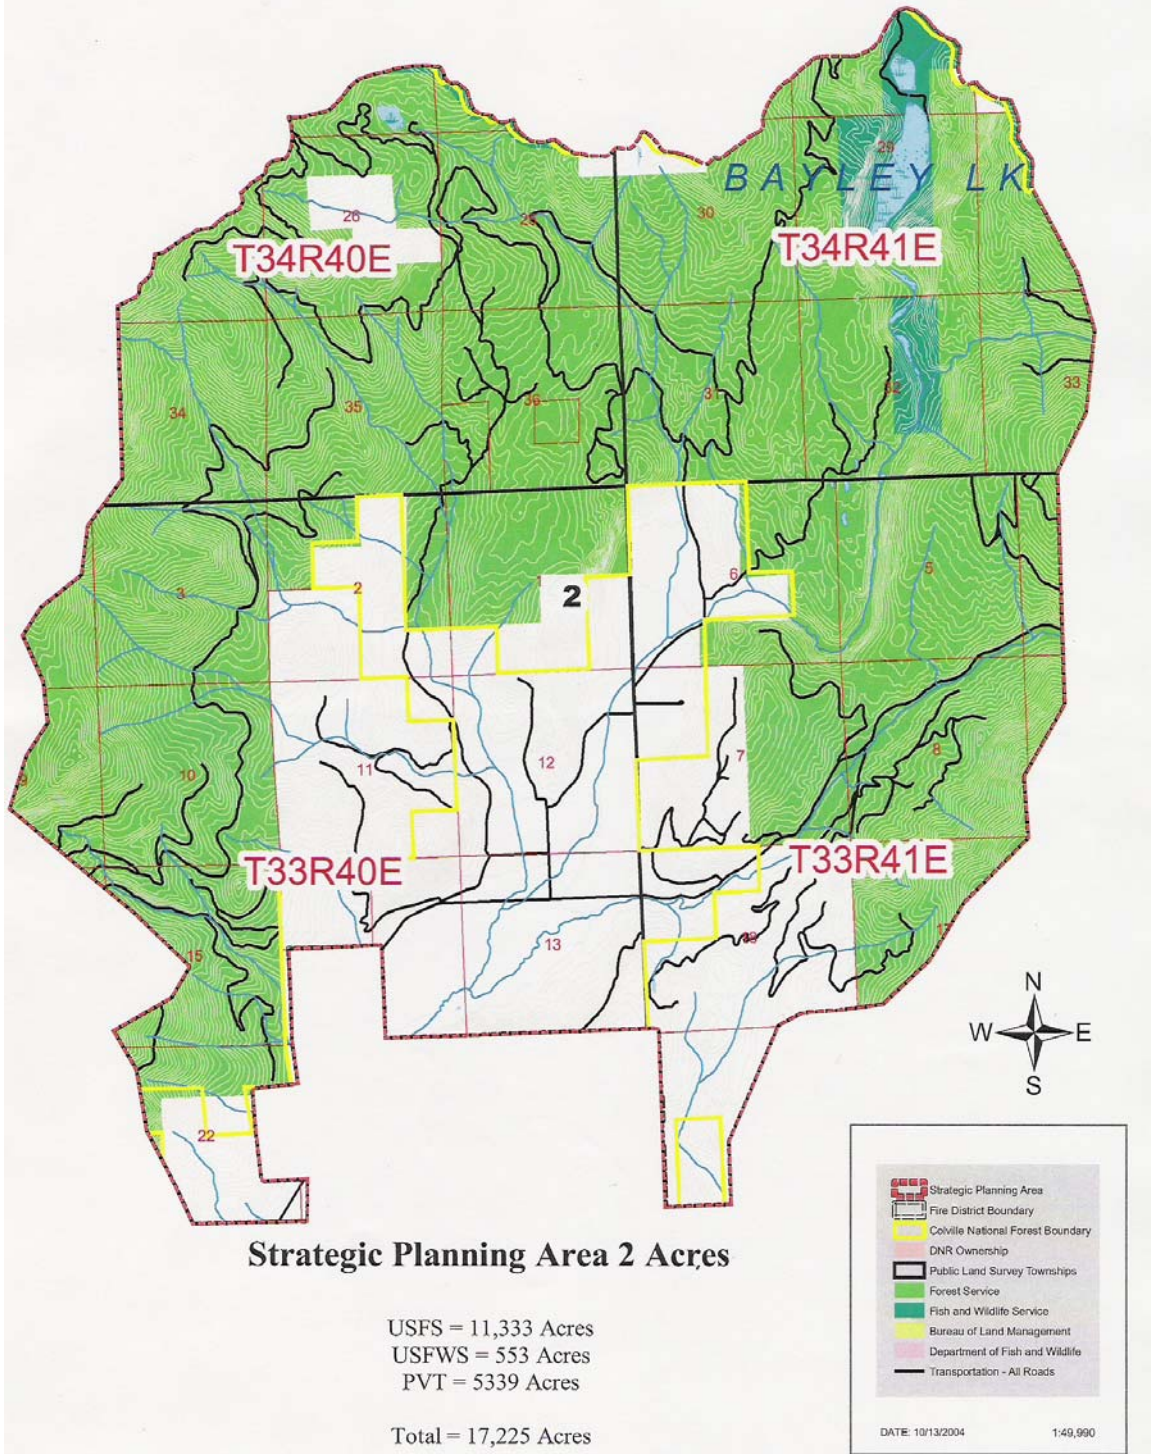 29
BAYLEY LK
26
25
30
T34R40E
T34R41E
34
35
36
31
32
33
3
2
2
6
5
9
10
11
12
7
8
T33R40E
T33R41E
15
13
18
17
22
N
W E
S
Strategic Planning Area 2 Acres
USFS = 11,333 Acres
USFWS = 553 Acres
PVT = 5339 Acres
Total = 17,225 Acres
Strategic Planning Area
Fire District Boundary
Colville National Forest Boundary
DNR Ownership
Public Land Survey Townships
Forest Service
Fish and Wildlife Service
Bureau of Land Management
Department of Fish and Wildlife
Transportation - All Roads
DATE: 10/13/2004 1:49,990